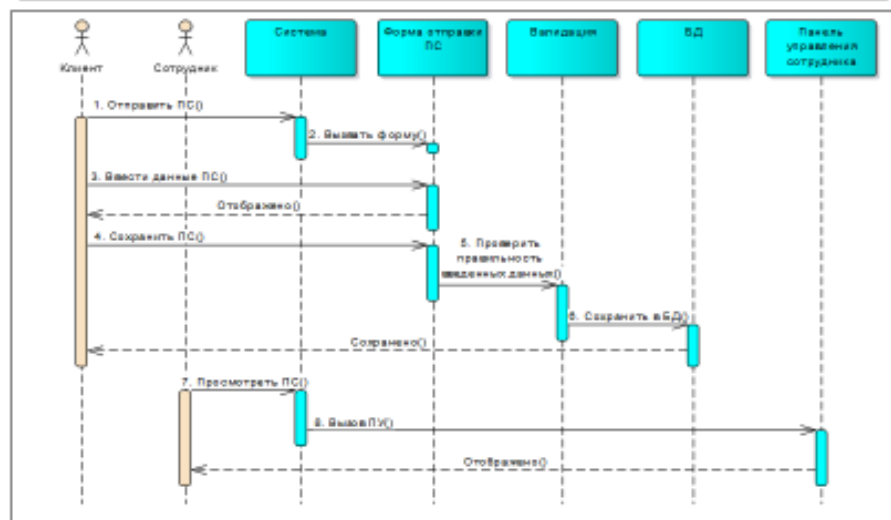 Клиент
Сотрудник
Система
Форма отправки
ПС
Валидация
БД
Панель
управления
сотрудника
1. Отправить ПС()
2. Вызвать форму()
3. Ввести данные ПС()
Отображено()
4. Сохранить ПС()
5. Проверить
правильность
введенных данных()
6. Сохранить в БД()
Сохранено()
7. Просмотреть ПС()
8. Вызов ПУ()
Отображено()